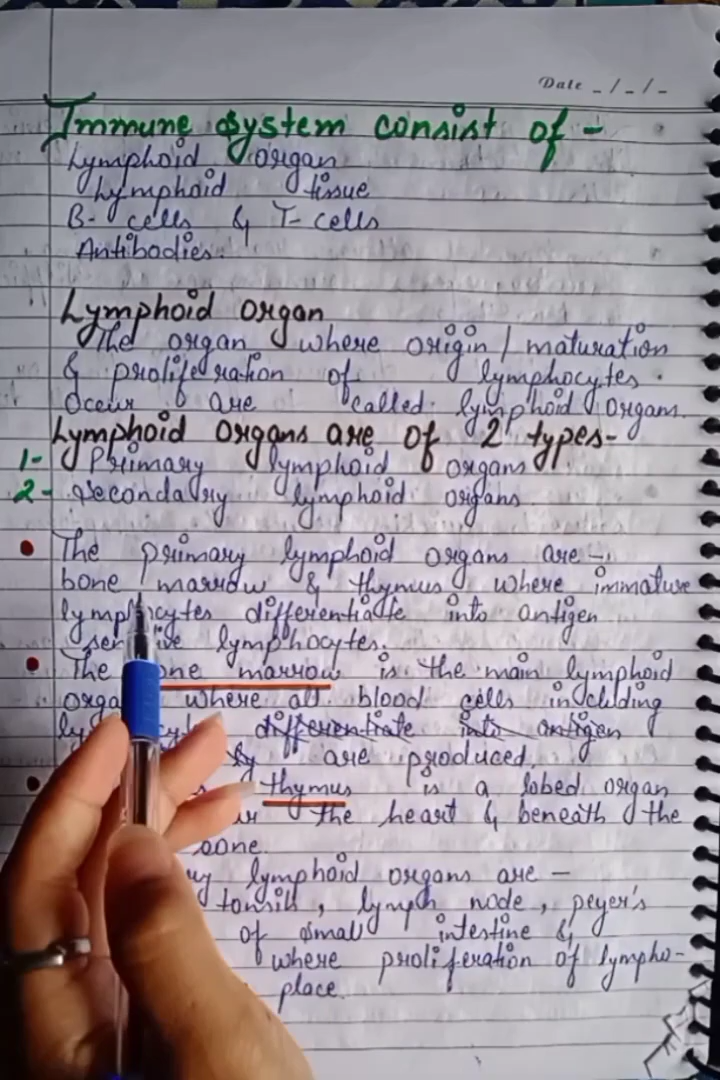 Date _/_/_
Immune system consist of -
Lymphoid organ
Lymphoid tissue
B- cells & T- cells
Antibodies.
Lymphoid organ
The organ where origin / maturation
& proliferation of lymphocytes.
Occur are called lymphoid organs.
Lymphoid organs are of 2 types-
1- Primary lymphoid organs
2- Secondary lymphoid organs
The primary lymphoid organs are -
bone marrow & thymus where immature
differentiate into antigen
lymphocytes.
The marrow is the main lymphoid
where all blood cells including
differentiate into antigen
are produced.
thymus is a lobed organ
the heart & beneath the
lymphoid organs are -
tonsils, lymph node, peyer's
of small intestine &
where proliferation of lympho-
place.